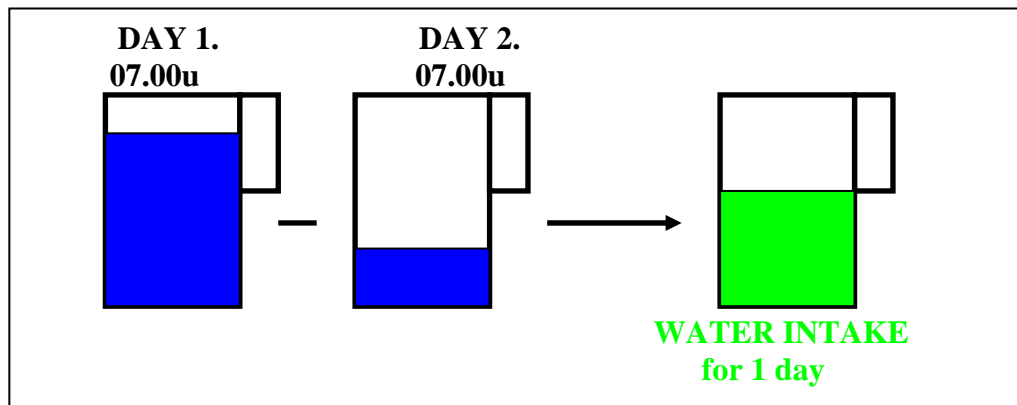 DAY 1.
07.00u
DAY 2.
07.00u
WATER INTAKE
for 1 day